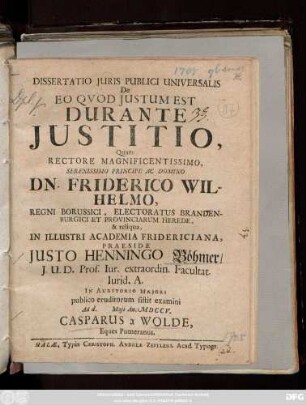 DISSERTATIO JURIS PUBLICI UNIVERSALIS
De
EO QVOD JUSTUM EST
DURANTE
JUSTITIO,
Quam
RECTORE MAGNIFICENTISSIMO,
SERENISSIMO PRINCIPE AC DOMINO
DN. FRIDERICO WIL-
HELMO,
REGNI BORUSSICI, ELECTORATUS BRANDEN-
BURGICI ET PROVINCIARUM HEREDE,
& reliqua,
IN ILLUSTRI ACADEMIA FRIDERICIANA,
PRAESIDE
JUSTO HENNINGO Böhmer/
J. U. D. Prof. Iur. extraordin. Facultat.
Iurid. A.
IN AUDITORIO MAJORI
publico eruditorum sistit examini
Ad d. Maji An. MDCCV.
CASPARUS a WOLDE,
Eques Pomeranus.
HALÆ, Typis CHRISTOPH. ANDREÆ ZEITLERI, Acad. Typogr.